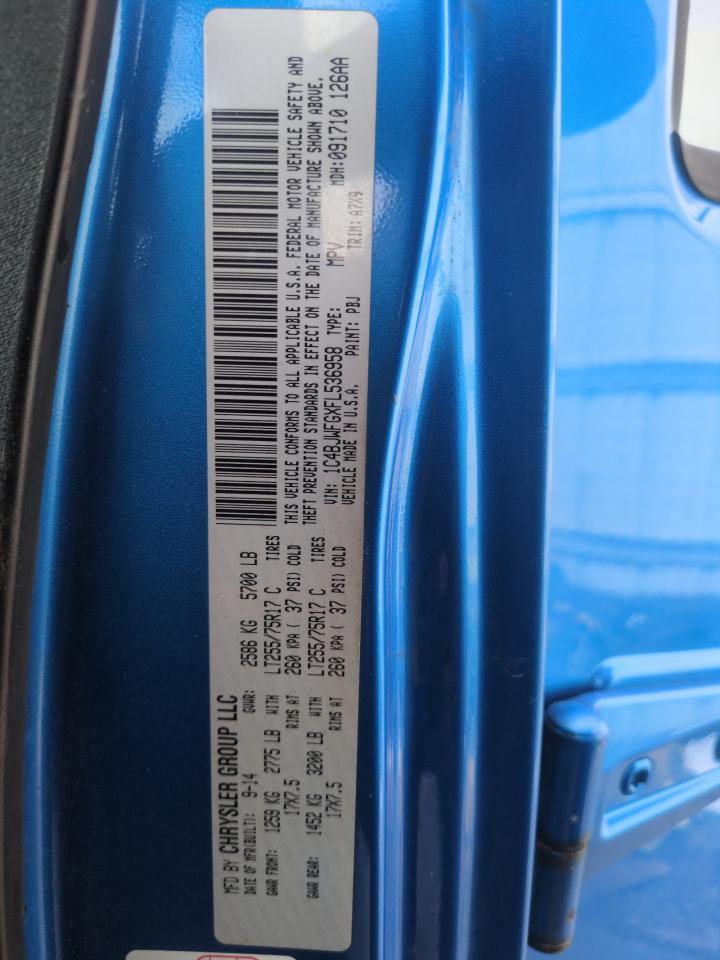 MFD BY CHRYSLER GROUP LLC
DATE OF MFR(BUILT): 9-14 GVWR: 2586 KG 5700 LB
GAWR FRONT: 1259 KG 2775 LB WITH LT255/75R17 C TIRES
17X7.5 RIMS AT 260 KPA ( 37 PSI) COLD
GAWR REAR: 1452 KG 3200 LB WITH LT255/75R17 C TIRES
17X7.5 RIMS AT 260 KPA ( 37 PSI) COLD
THIS VEHICLE CONFORMS TO ALL APPLICABLE U.S.A. FEDERAL MOTOR VEHICLE SAFETY AND
THEFT PREVENTION STANDARDS IN EFFECT ON THE DATE OF MANUFACTURE SHOWN ABOVE.
VIN: 1C4BJWFGXFL536958 TYPE: MPV MDH:091710 126AA
VEHICLE MADE IN U.S.A. PAINT: PBJ TRIM: A7X9